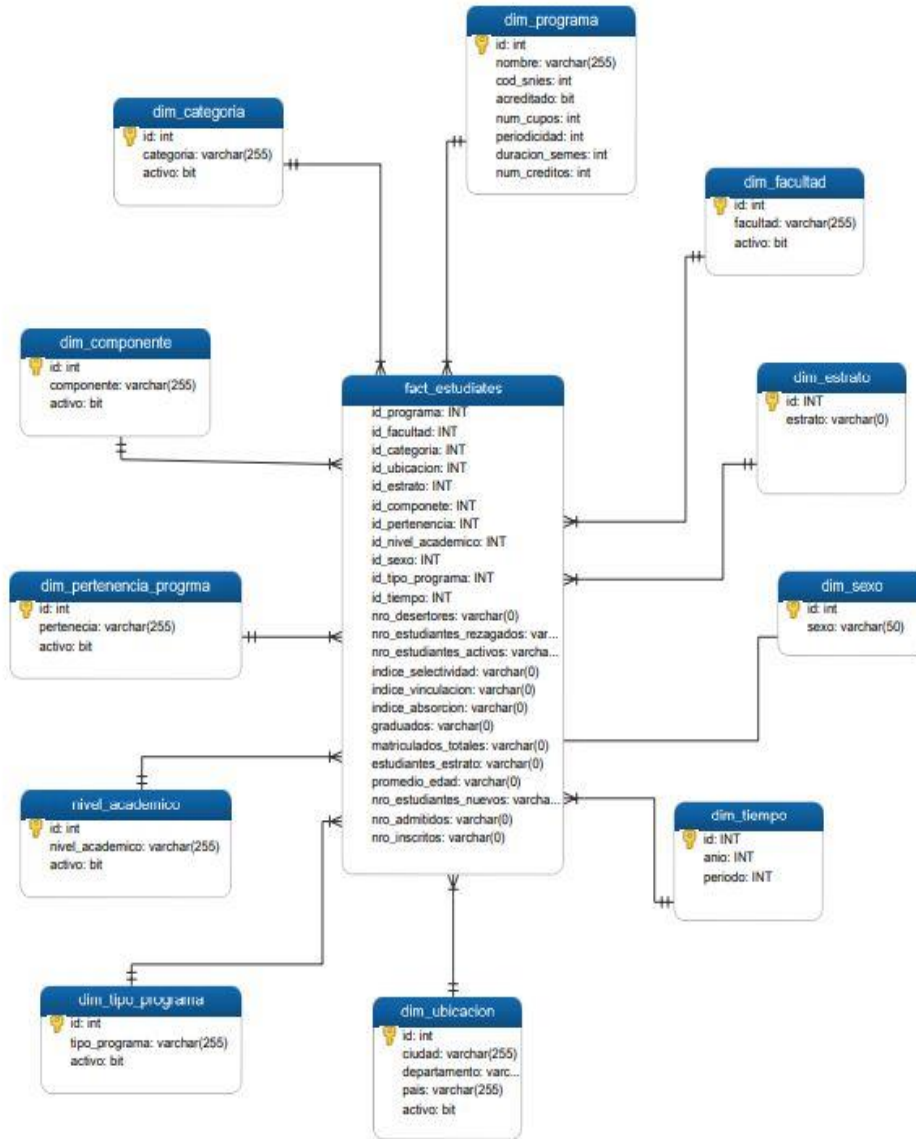 dim_programa
id: int
nombre: varchar(255)
cod_snies: int
acreditado: bit
num_cupos: int
periodicidad: int
duracion_semes: int
num_creditos: int
dim_categoria
id: int
categoria: varchar(255)
activo: bit
dim_facultad
id: int
facultad: varchar(255)
activo: bit
dim_componente
id: int
componente: varchar(255)
activo: bit
dim_estrato
id: INT
estrato: varchar(0)
fact_estudiates
id_programa: INT
id_facultad: INT
id_categoria: INT
id_ubicacion: INT
id_estrato: INT
id_componete: INT
id_pertenencia: INT
id_nivel_academico: INT
id_sexo: INT
id_tipo_programa: INT
id_tiempo: INT
nro_desertores: varchar(0)
nro_estudiantes_rezagados: var...
nro_estudiantes_activos: varcha...
indice_selectividad: varchar(0)
indice_vinculacion: varchar(0)
indice_absorcion: varchar(0)
graduados: varchar(0)
matriculados_totales: varchar(0)
estudiantes_estrato: varchar(0)
promedio_edad: varchar(0)
nro_estudiantes_nuevos: varcha...
nro_admitidos: varchar(0)
nro_inscritos: varchar(0)
dim_pertenencia_progrma
id: int
pertenecia: varchar(255)
activo: bit
dim_sexo
id: int
sexo: varchar(50)
nivel_academico
id: int
nivel_academico: varchar(255)
activo: bit
dim_tiempo
id: INT
anio: INT
periodo: INT
dim_tipo_programa
id: int
tipo_programa: varchar(255)
activo: bit
dim_ubicacion
id: int
ciudad: varchar(255)
departamento: varc...
pais: varchar(255)
activo: bit